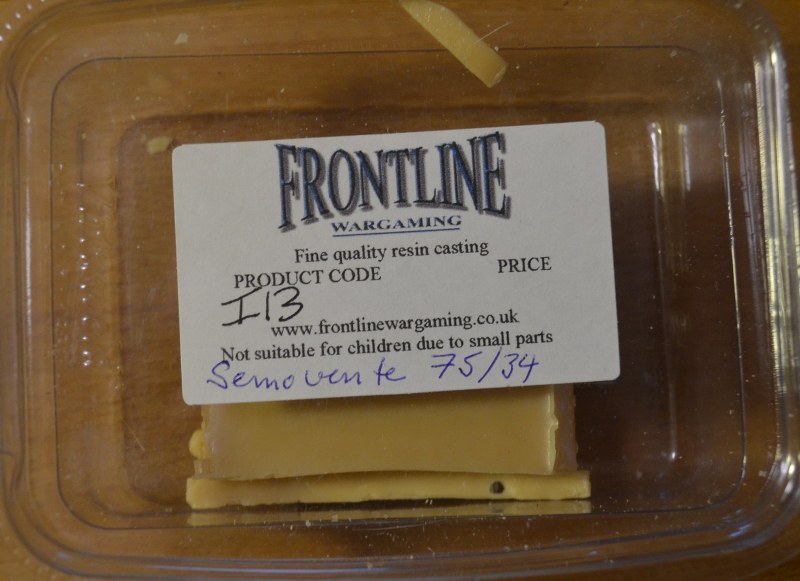 FRONTLINE
WARGAMING
Fine quality resin casting
PRODUCT CODE PRICE
I13
www.frontlinewargaming.co.uk
Not suitable for children due to small parts
Semovente 75/34